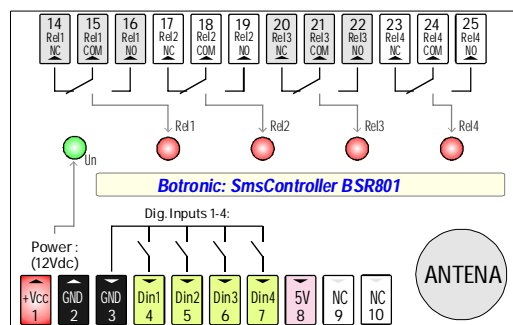 14 15 16 17 18 19 20 21 22 23 24 25
Rel1 Rel1 Rel1 Rel2 Rel2 Rel2 Rel3 Rel3 Rel3 Rel4 Rel4 Rel4
NC COM NO NC COM NO NC COM NO NC COM NO
Rel1 Rel2 Rel3 Rel4
Un
Botronic: SmsController BSR801
Dig. Inputs 1-4:
Power :
(12Vdc)
ANTENA
+Vcc GND GND Din1 Din2 Din3 Din4 5V NC NC
1 2 3 4 5 6 7 8 9 10